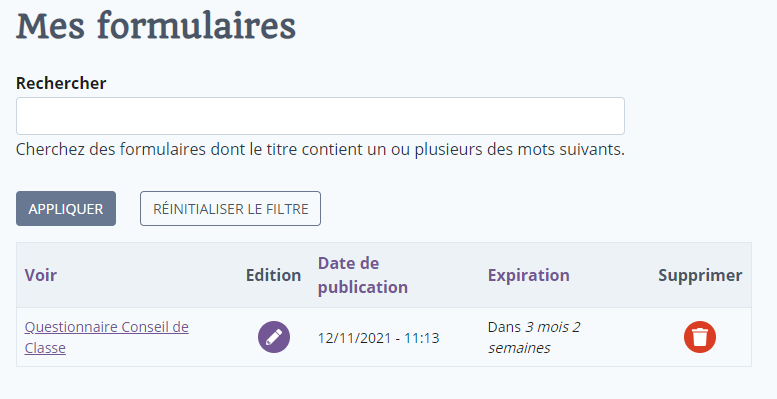 Mes formulaires
Rechercher
Cherchez des formulaires dont le titre contient un ou plusieurs des mots suivants.
APPLIQUER
RÉINITIALISER LE FILTRE
Voir
Edition
Date de
publication
Expiration
Supprimer
Questionnaire Conseil de
Classe
12/11/2021 - 11:13
Dans 3 mois 2
semaines